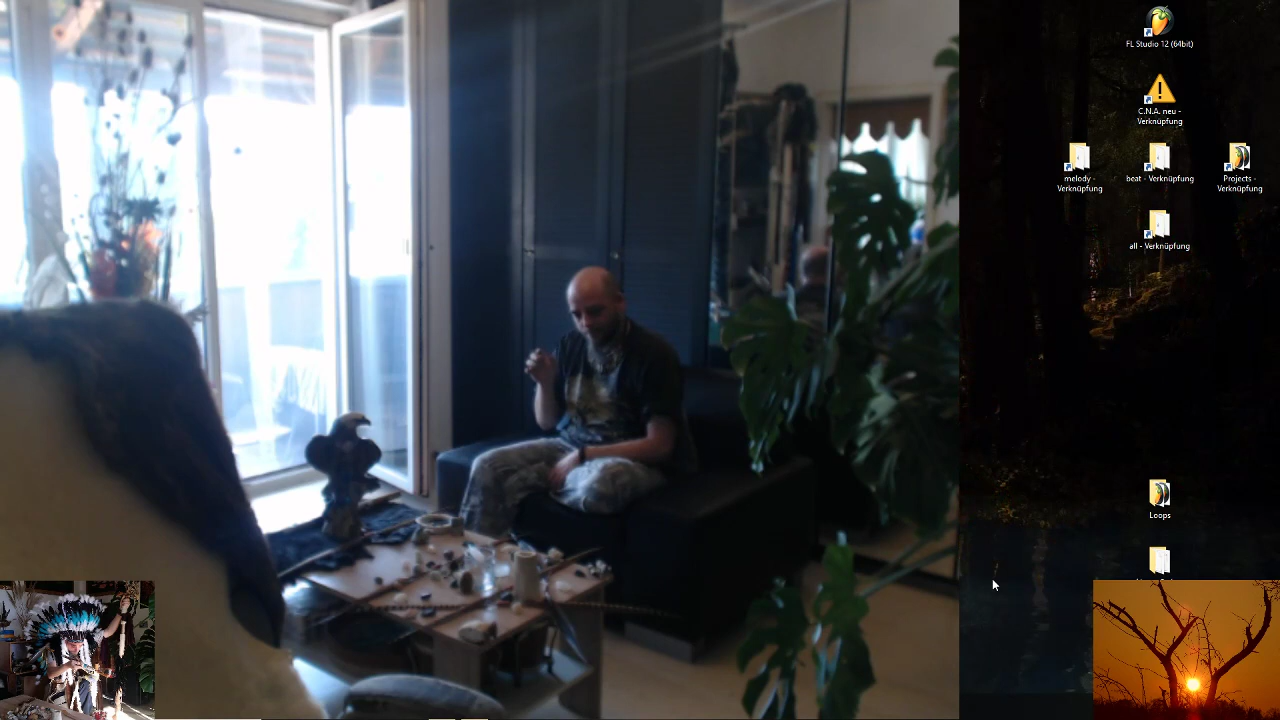 FL Studio 12 (64bit)
C.N.A. neu -
Verknüpfung
melody -
Verknüpfung
beat - Verknüpfung
Projects -
Verknüpfung
all - Verknüpfung
Loops